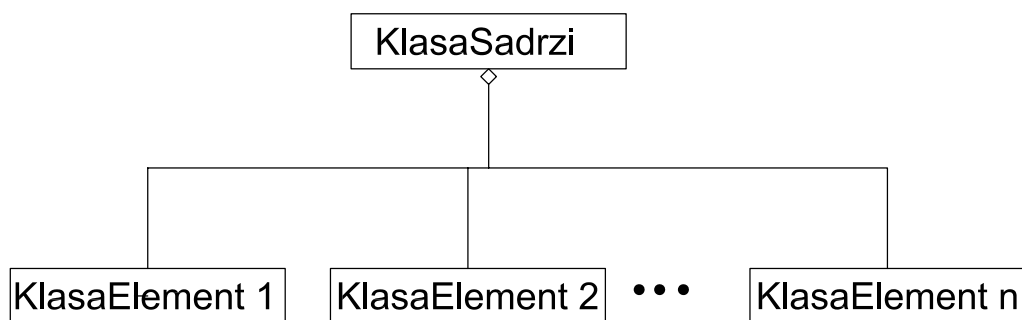 KlasaSadrzi
KlasaElement 1
KlasaElement 2
•••
KlasaElement n